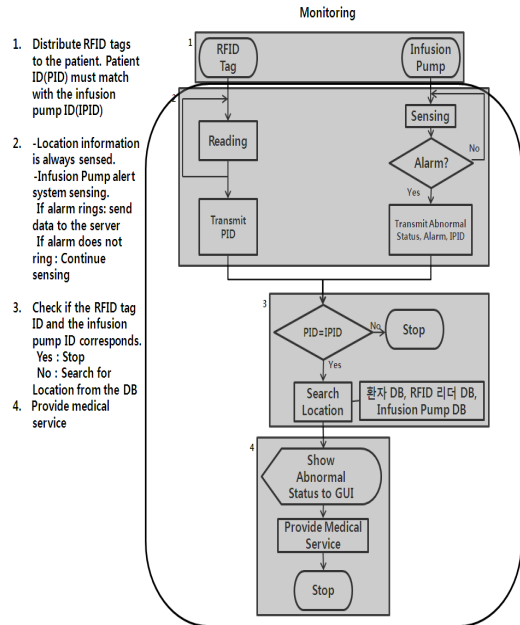 Monitoring
1. Distribute RFID tags
to the patient. Patient
ID(PID) must match
with the infusion
pump ID(IPID)
2. -Location information
is always sensed.
-Infusion Pump alert
system sensing.
If alarm rings: send
data to the server
If alarm does not
ring : Continue
sensing
3. Check if the RFID tag
ID and the infusion
pump ID corresponds.
Yes : Stop
No : Search for
Location from the DB
4. Provide medical
service
1
RFID
Tag
Infusion
Pump
2
Reading
Sensing
No
Alarm?
Yes
Transmit
PID
Transmit Abnormal
Status, Alarm, IPID
3
PID=IPID
No
Stop
Yes
Search
Location
환자 DB, RFID 리더 DB,
Infusion Pump DB
4
Show
Abnormal
Status to GUI
Provide Medical
Service
Stop